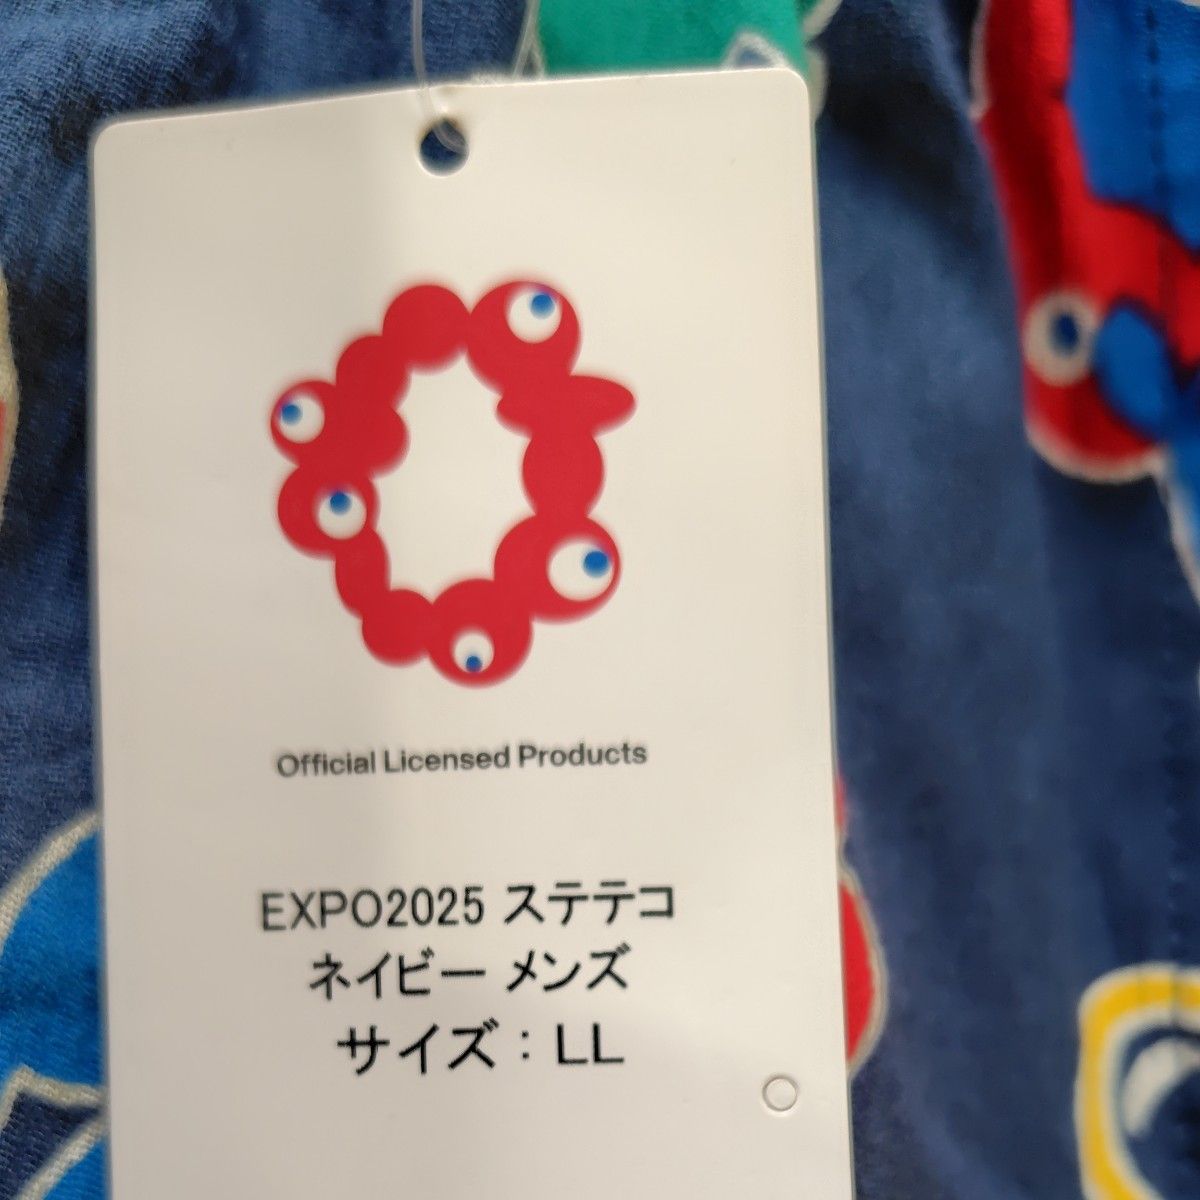 Official Licensed Products
EXPO2025 ステテコ
ネイビー メンズ
サイズ：LL